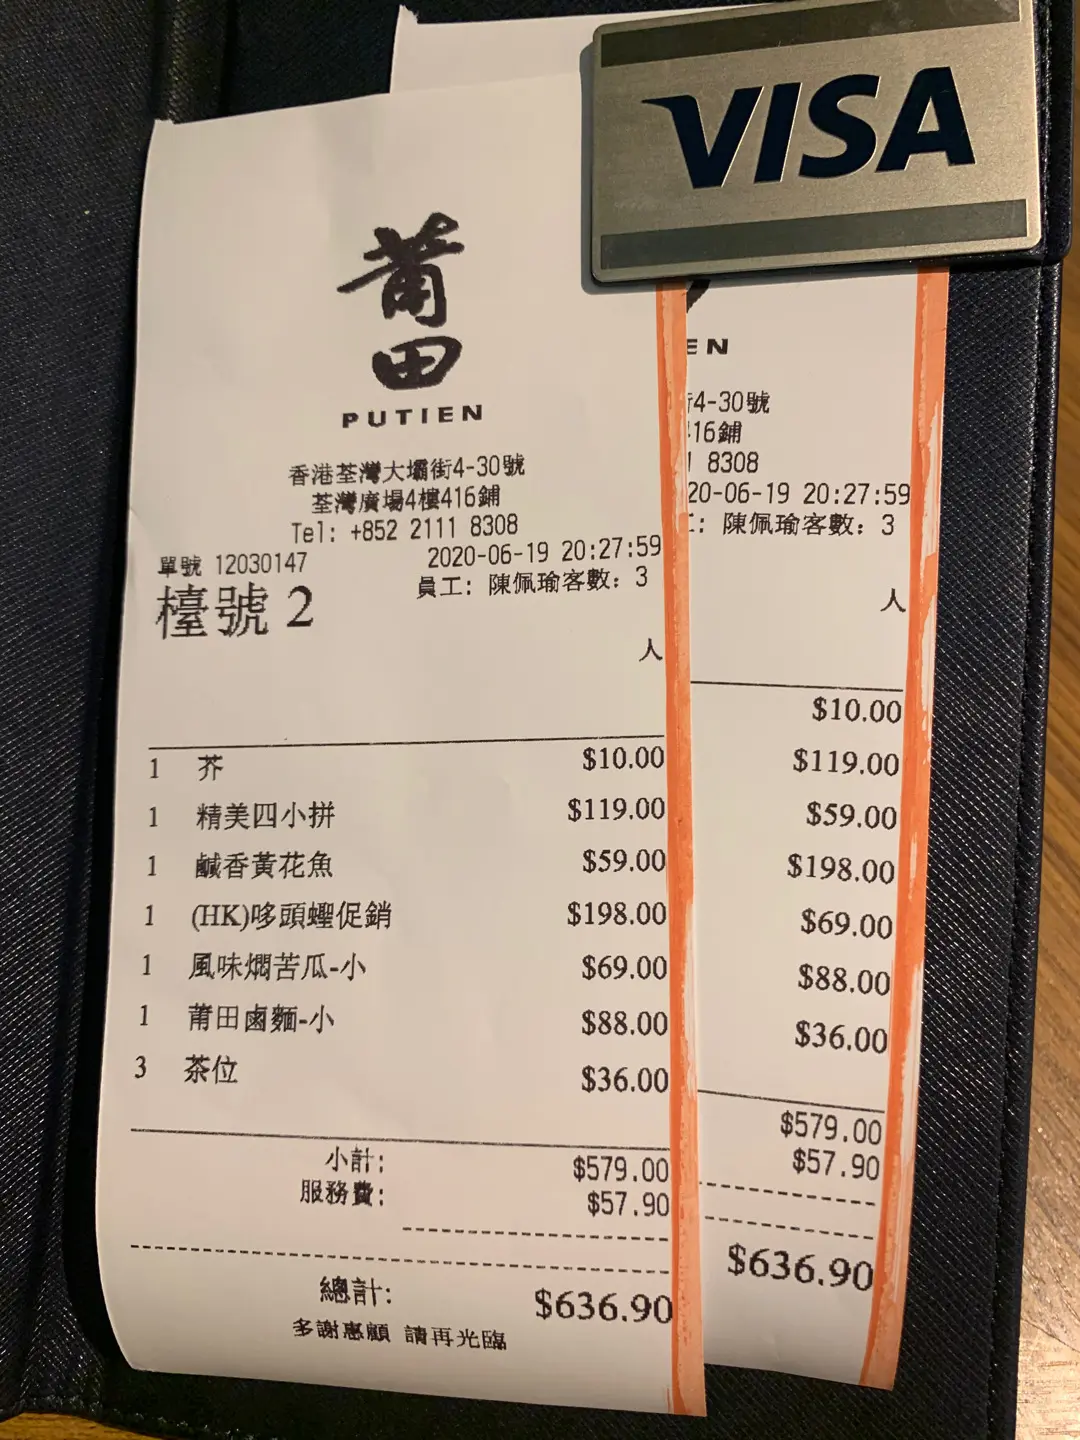 VISA
莆
田
PUTIEN
香港荃灣大壩街4-30號
荃灣廣場4樓416鋪
Tel: +852 2111 8308
單號 12030147
2020-06-19 20:27:59
檯號 2
員工: 陳佩瑜客數: 3
人
1 芥 $10.00
1 精美四小拼 $119.00
1 鹹香黃花魚 $59.00
1 (HK)哆頭蟶促銷 $198.00
1 風味燜苦瓜-小 $69.00
1 莆田鹵麵-小 $88.00
3 茶位 $36.00
小計: $579.00
服務費: $57.90
總計: $636.90
多謝惠顧 請再光臨
EN
4-30號
16鋪
8308
20-06-19 20:27:59
: 陳佩瑜客數: 3
人
$10.00
$119.00
$59.00
$198.00
$69.00
$88.00
$36.00
$579.00
$57.90
$636.90